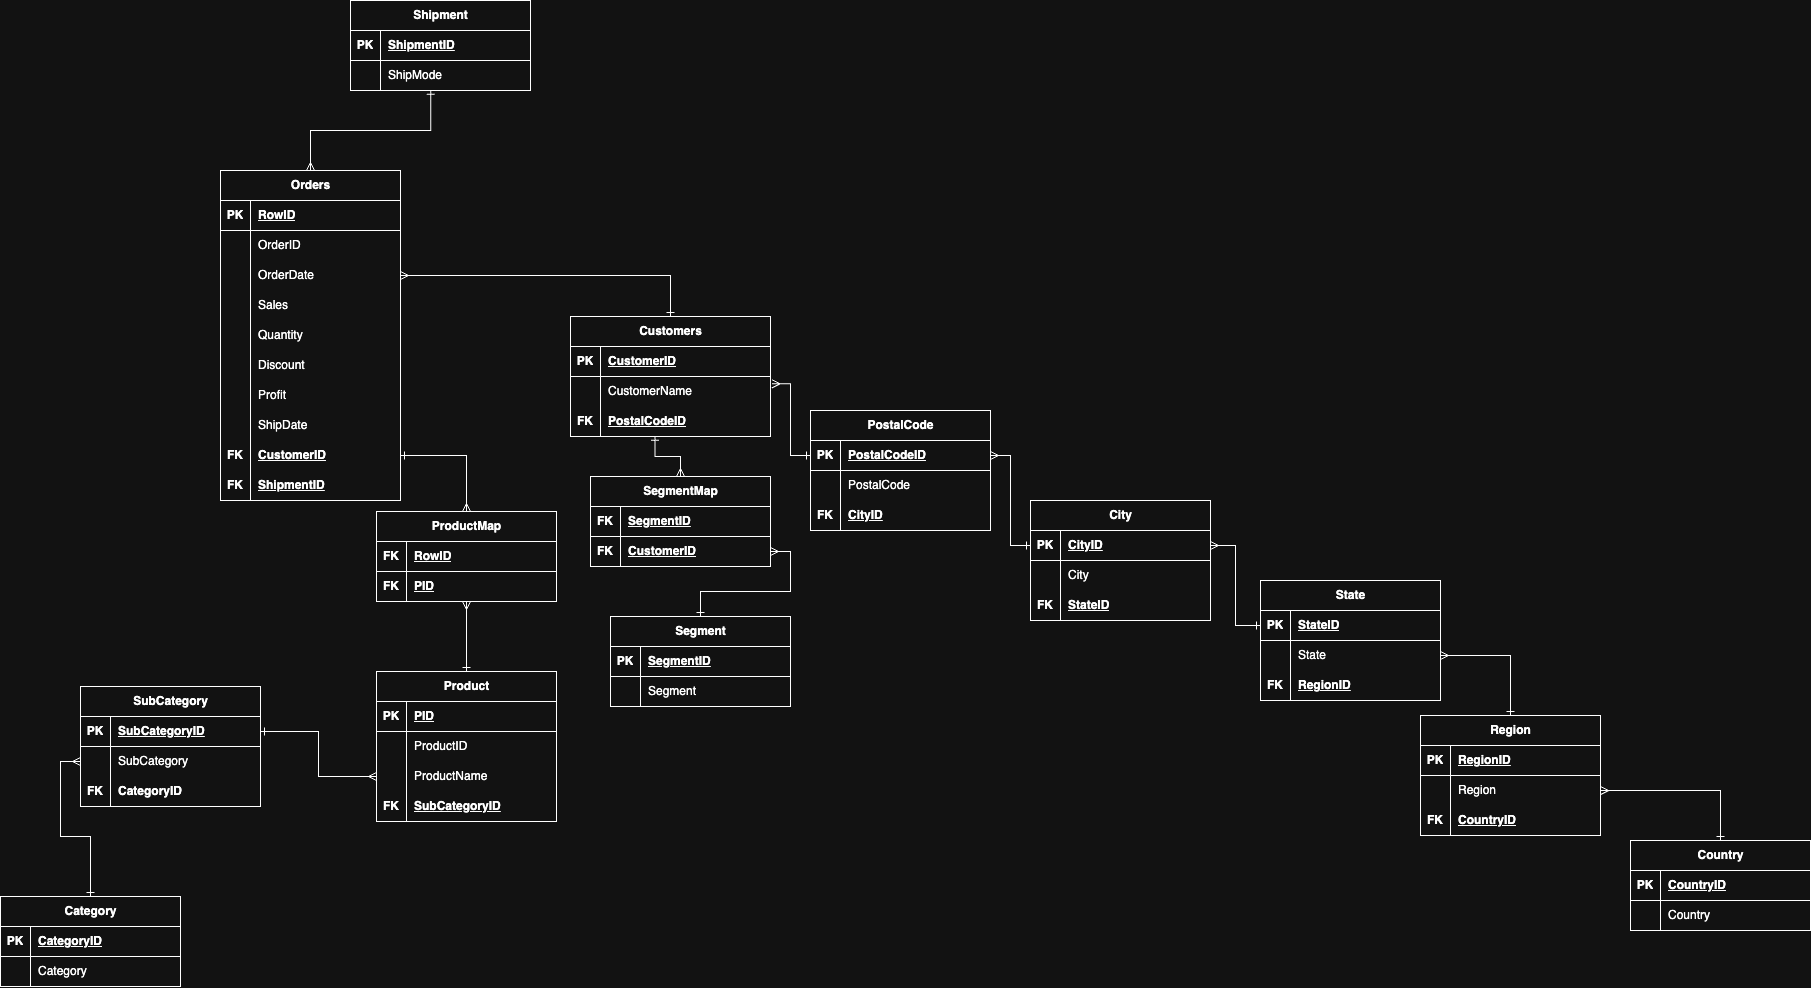 Shipment
PK ShipmentID
ShipMode
Orders
PK RowID
OrderID
OrderDate
Sales
Quantity
Discount
Profit
ShipDate
FK CustomerID
FK ShipmentID
Customers
PK CustomerID
CustomerName
FK PostalCodeID
PostalCode
PK PostalCodeID
PostalCode
FK CityID
SegmentMap
FK SegmentID
FK CustomerID
City
PK CityID
City
FK StateID
ProductMap
FK RowID
FK PID
State
PK StateID
State
FK RegionID
Segment
PK SegmentID
Segment
Product
PK PID
ProductID
ProductName
FK SubCategoryID
SubCategory
PK SubCategoryID
SubCategory
FK CategoryID
Region
PK RegionID
Region
FK CountryID
Country
PK CountryID
Country
Category
PK CategoryID
Category